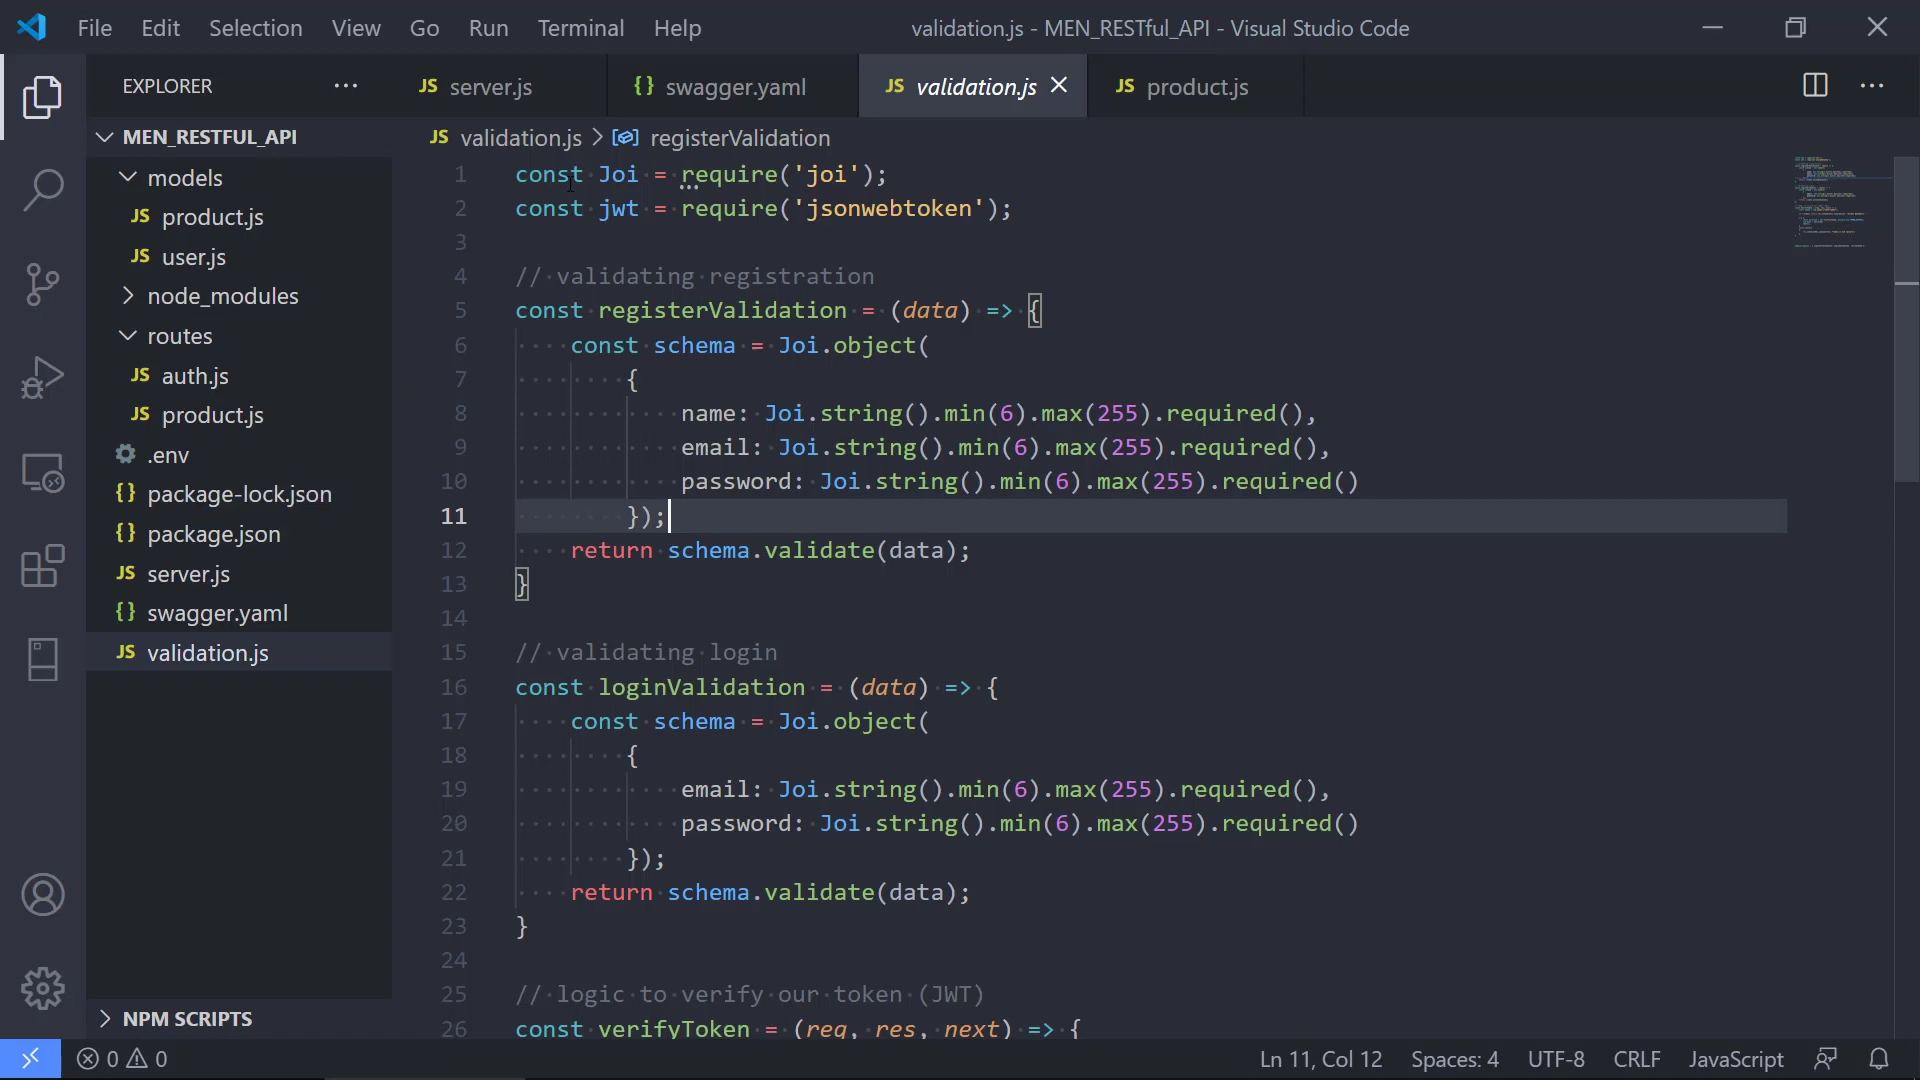 File Edit Selection View Go Run Terminal Help
validation.js - MEN_RESTful_API - Visual Studio Code
EXPLORER
JS server.js
{} swagger.yaml
JS validation.js
JS product.js
MEN_RESTFUL_API
models
JS product.js
JS user.js
node_modules
routes
JS auth.js
JS product.js
.env
{} package-lock.json
{} package.json
JS server.js
{} swagger.yaml
JS validation.js
NPM SCRIPTS
JS validation.js > registerValidation
1 const Joi = require('joi');
2 const jwt = require('jsonwebtoken');
3
4 // validating registration
5 const registerValidation = (data) => {
6     const schema = Joi.object(
7         {
8             name: Joi.string().min(6).max(255).required(),
9             email: Joi.string().min(6).max(255).required(),
10             password: Joi.string().min(6).max(255).required()
11         });
12     return schema.validate(data);
13 }
14
15 // validating login
16 const loginValidation = (data) => {
17     const schema = Joi.object(
18         {
19             email: Joi.string().min(6).max(255).required(),
20             password: Joi.string().min(6).max(255).required()
21         });
22     return schema.validate(data);
23 }
24
25 // logic to verify our token (JWT)
26 const verifyToken = (req, res, next) => {
0 0
Ln 11, Col 12 Spaces: 4 UTF-8 CRLF JavaScript